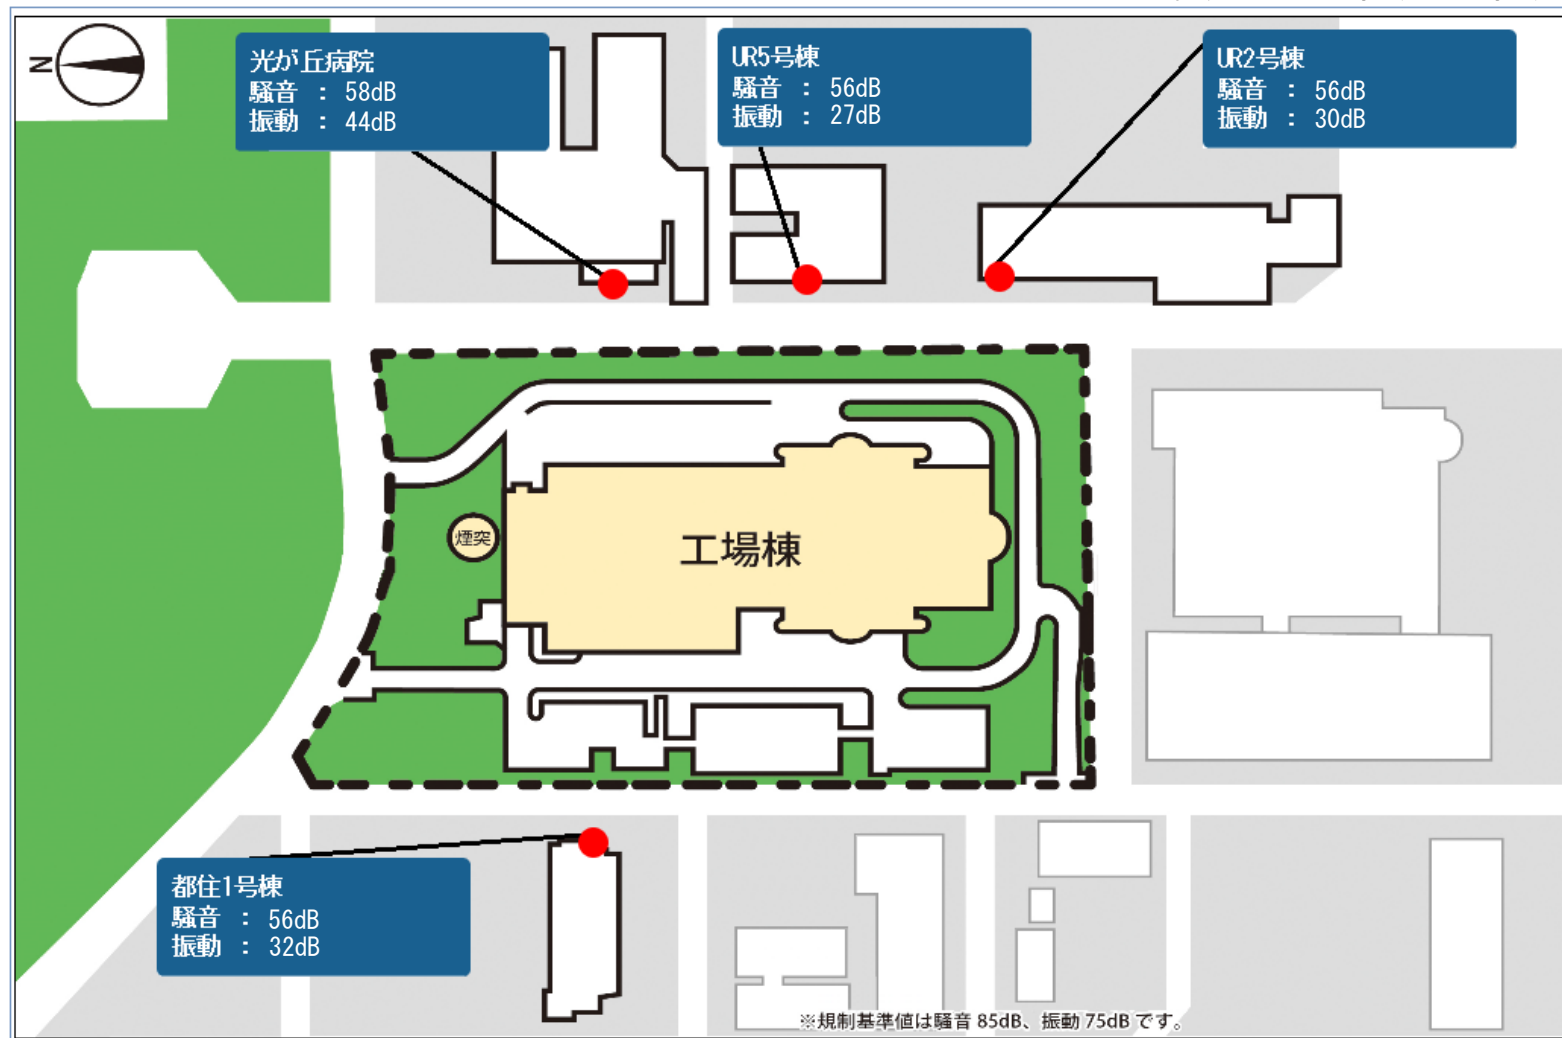 N
光が丘病院
騒音 : 58dB
振動 : 44dB
UR5号棟
騒音 : 56dB
振動 : 27dB
UR2号棟
騒音 : 56dB
振動 : 30dB
煙突
工場棟
都住1号棟
騒音 : 56dB
振動 : 32dB
※規制基準値は騒音 85dB、振動 75dB です。